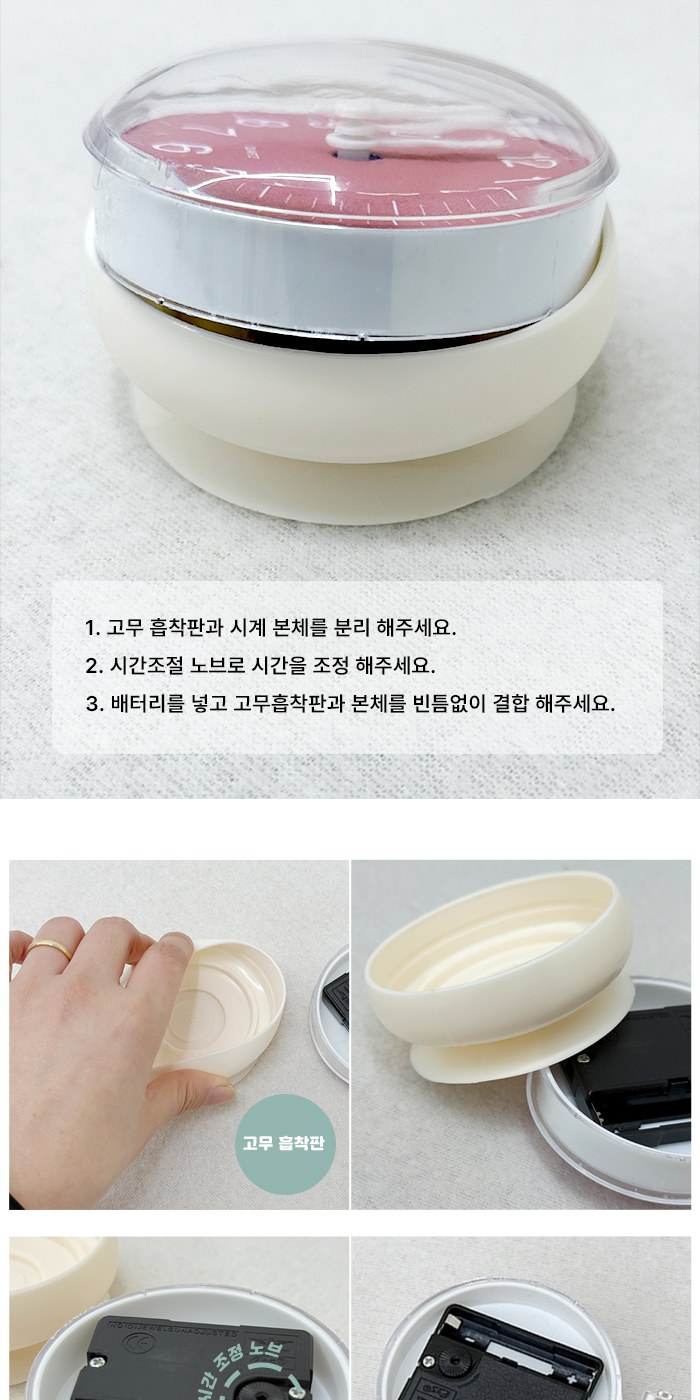 1. 고무 흡착판과 시계 본체를 분리 해주세요.
2. 시간조절 노브로 시간을 조정 해주세요.
3. 배터리를 넣고 고무흡착판과 본체를 빈틈없이 결합 해주세요.
고무 흡착판
조정 노브